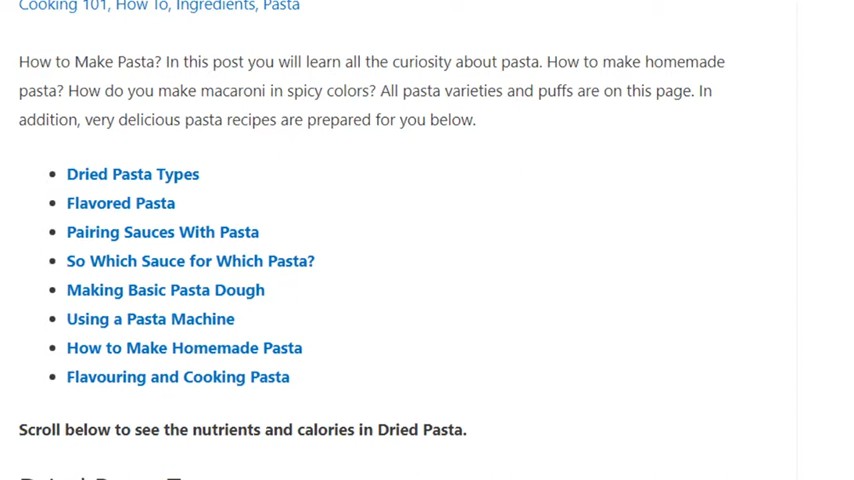 Cooking 101, How To, Ingredients, Pasta
How to Make Pasta? In this post you will learn all the curiosity about pasta. How to make homemade
pasta? How do you make macaroni in spicy colors? All pasta varieties and puffs are on this page. In
addition, very delicious pasta recipes are prepared for you below.
Dried Pasta Types
Flavored Pasta
Pairing Sauces With Pasta
So Which Sauce for Which Pasta?
Making Basic Pasta Dough
Using a Pasta Machine
How to Make Homemade Pasta
Flavouring and Cooking Pasta
Scroll below to see the nutrients and calories in Dried Pasta.